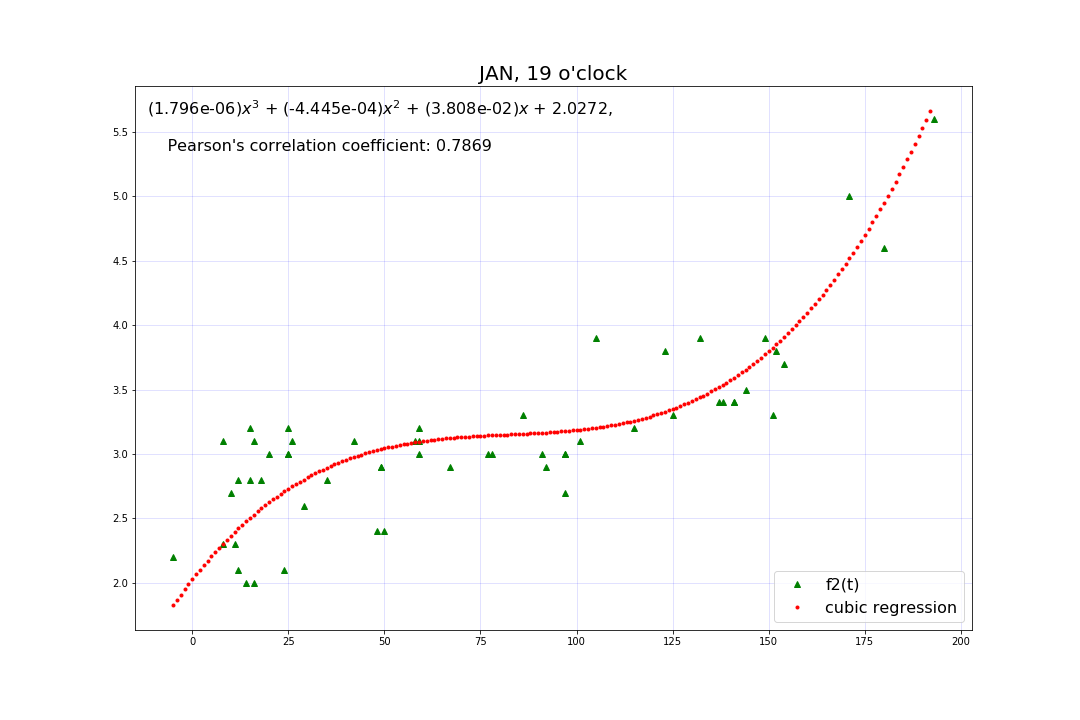 JAN, 19 o'clock
(1.796e-06)x³ + (-4.445e-04)x² + (3.808e-02)x + 2.0272,
Pearson's correlation coefficient: 0.7869
5.5
5.0
4.5
4.0
3.5
3.0
2.5
2.0
f2(t)
cubic regression
0 25 50 75 100 125 150 175 200